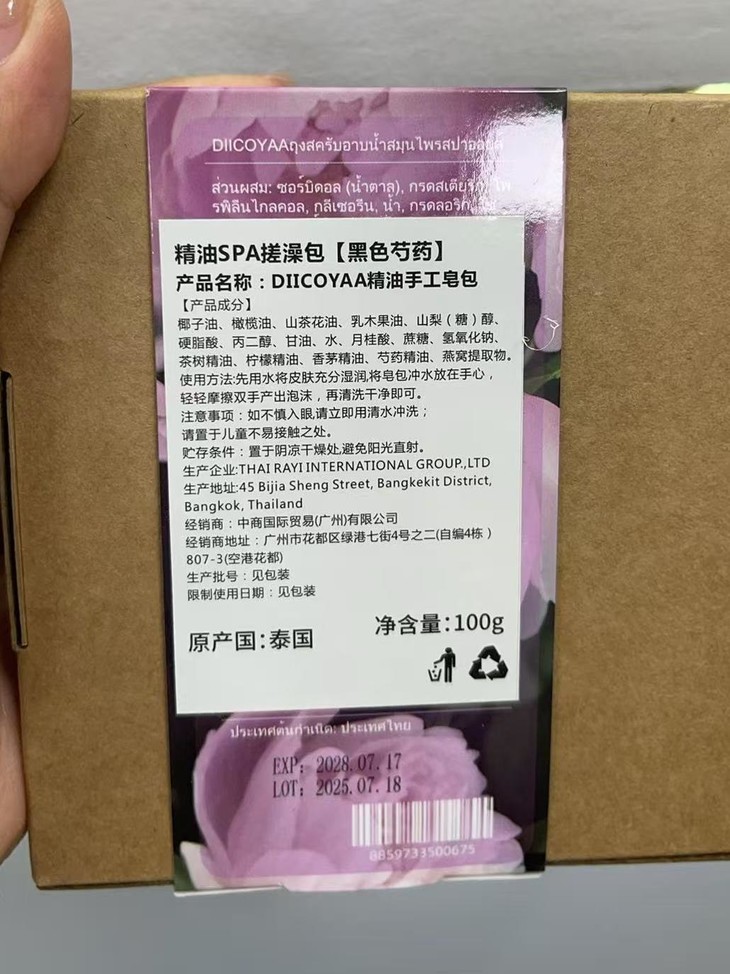 DIICOYAAถุงสครับอาบน้ำสมุนไพรสปาออยล์
ส่วนผสม: ซอร์บิดอล (น้ำตาล), กรดสเตียริก,
รพิลีนไกลคอล, กลีเซอรีน, น้ำ, กรดลอริก,
精油SPA搓澡包【黑色芍药】
产品名称：DIICOYAA精油手工皂包
【产品成分】
椰子油、橄榄油、山茶花油、乳木果油、山梨（糖）醇、
硬脂酸、丙二醇、甘油、水、月桂酸、蔗糖、氢氧化钠、
茶树精油、柠檬精油、香茅精油、芍药精油、燕窝提取物。
使用方法:先用水将皮肤充分湿润,将皂包冲水放在手心，
轻轻摩擦双手产出泡沫，再清洗干净即可。
注意事项：如不慎入眼,请立即用清水冲洗；
请置于儿童不易接触之处。
贮存条件：置于阴凉干燥处,避免阳光直射。
生产企业:THAI RAYI INTERNATIONAL GROUP.,LTD
生产地址:45 Bijia Sheng Street, Bangkekit District,
Bangkok, Thailand
经销商：中商国际贸易(广州)有限公司
经销商地址：广州市花都区绿港七街4号之二(自编4栋）
807-3(空港花都)
生产批号：见包装
限制使用日期：见包装
原产国:泰国
净含量:100g
ประเทศต้นกำเนิด: ประเทศไทย
EXP: 2028.07.17
LOT: 2025.07.18
8859733500675